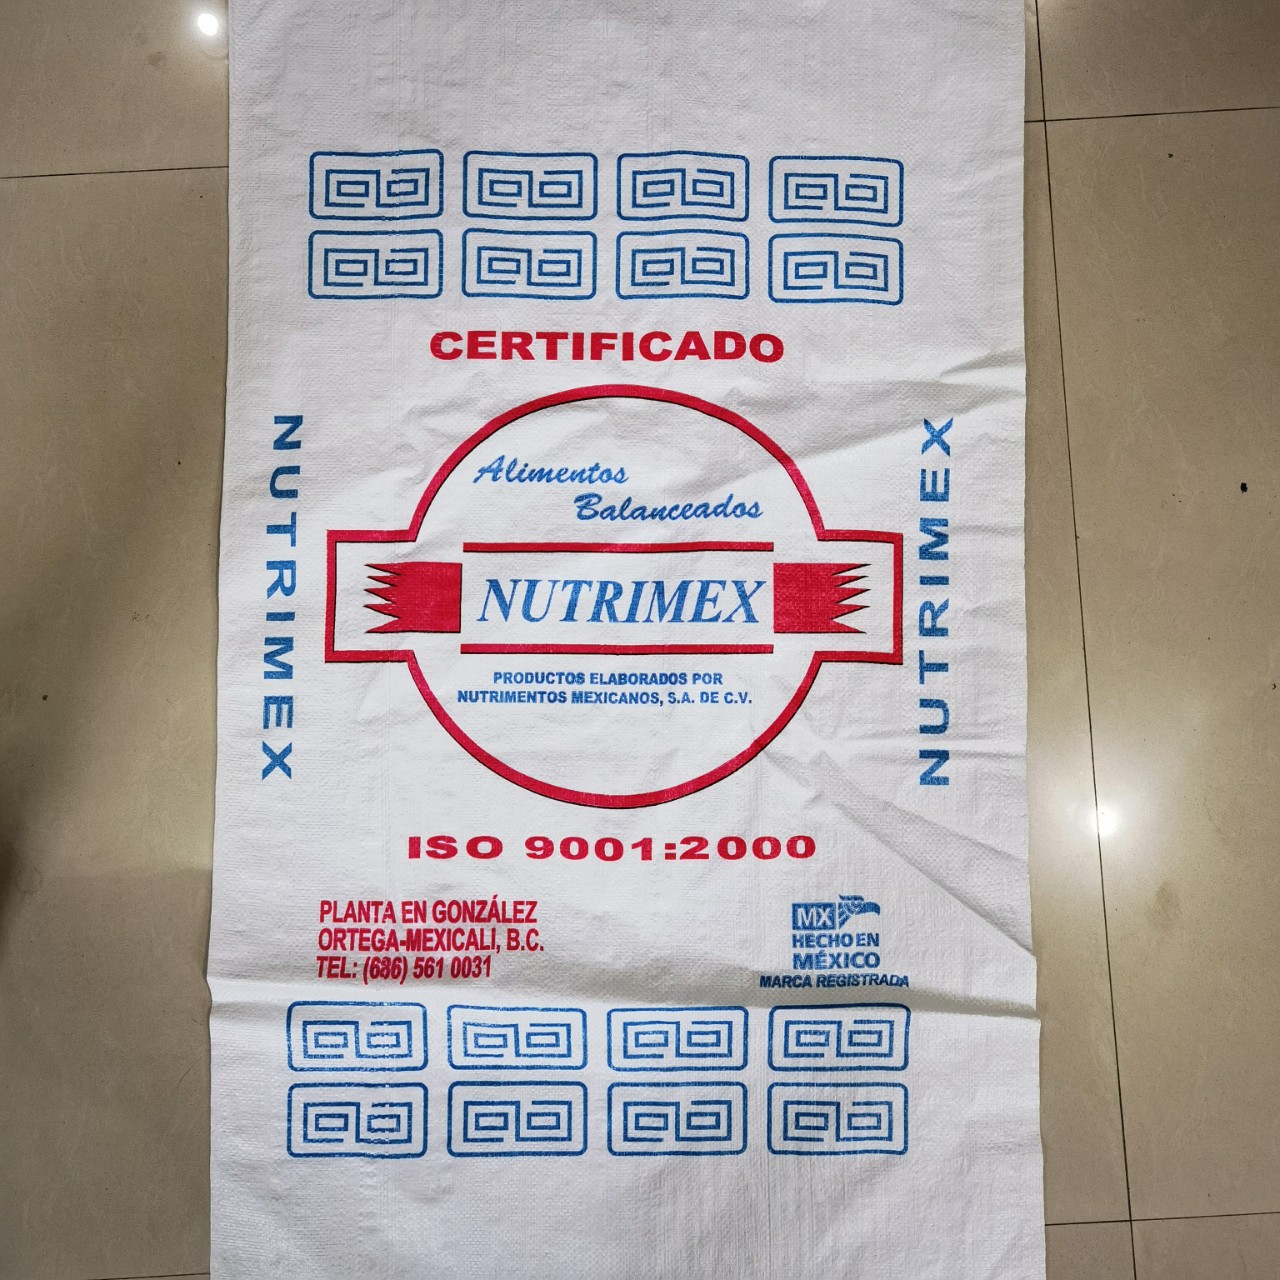 CERTIFICADO
NUTRIMEX
Alimentos
Balanceados
NUTRIMEX
PRODUCTOS ELABORADOS POR
NUTRIMENTOS MEXICANOS, S.A. DE C.V.
NUTRIMEX
ISO 9001:2000
PLANTA EN GONZÁLEZ
ORTEGA-MEXICALI, B.C.
TEL: (686) 561 0031
MX
HECHO EN
MÉXICO
MARCA REGISTRADA